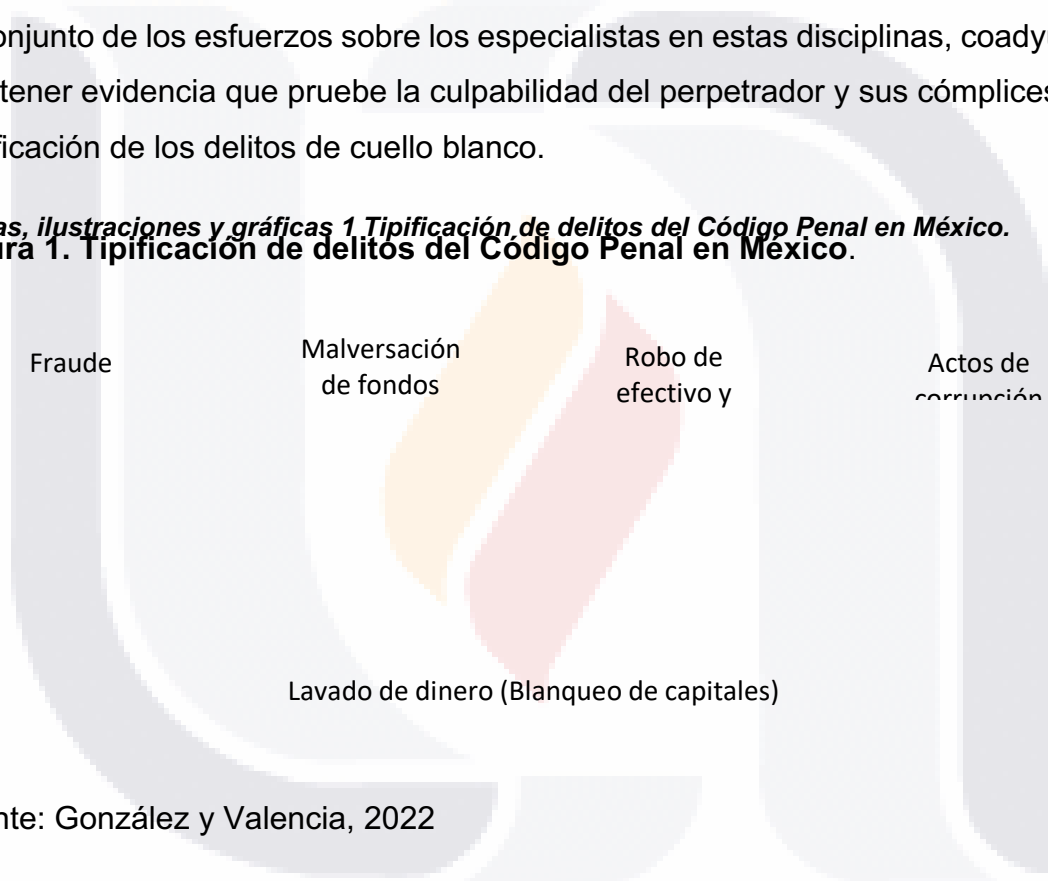 onjunto de los esfuerzos sobre los especialistas en estas disciplinas, coady
tener evidencia que pruebe la culpabilidad del perpetrador y sus cómplices
ficación de los delitos de cuello blanco.
as, ilustraciones y gráficas 1 Tipificación de delitos del Código Penal en México.
ura 1. Tipificación de delitos del Código Penal en México.
Fraude
Malversación
de fondos
Robo de
efectivo y
Actos de
corrupción
Lavado de dinero (Blanqueo de capitales)
nte: González y Valencia, 2022